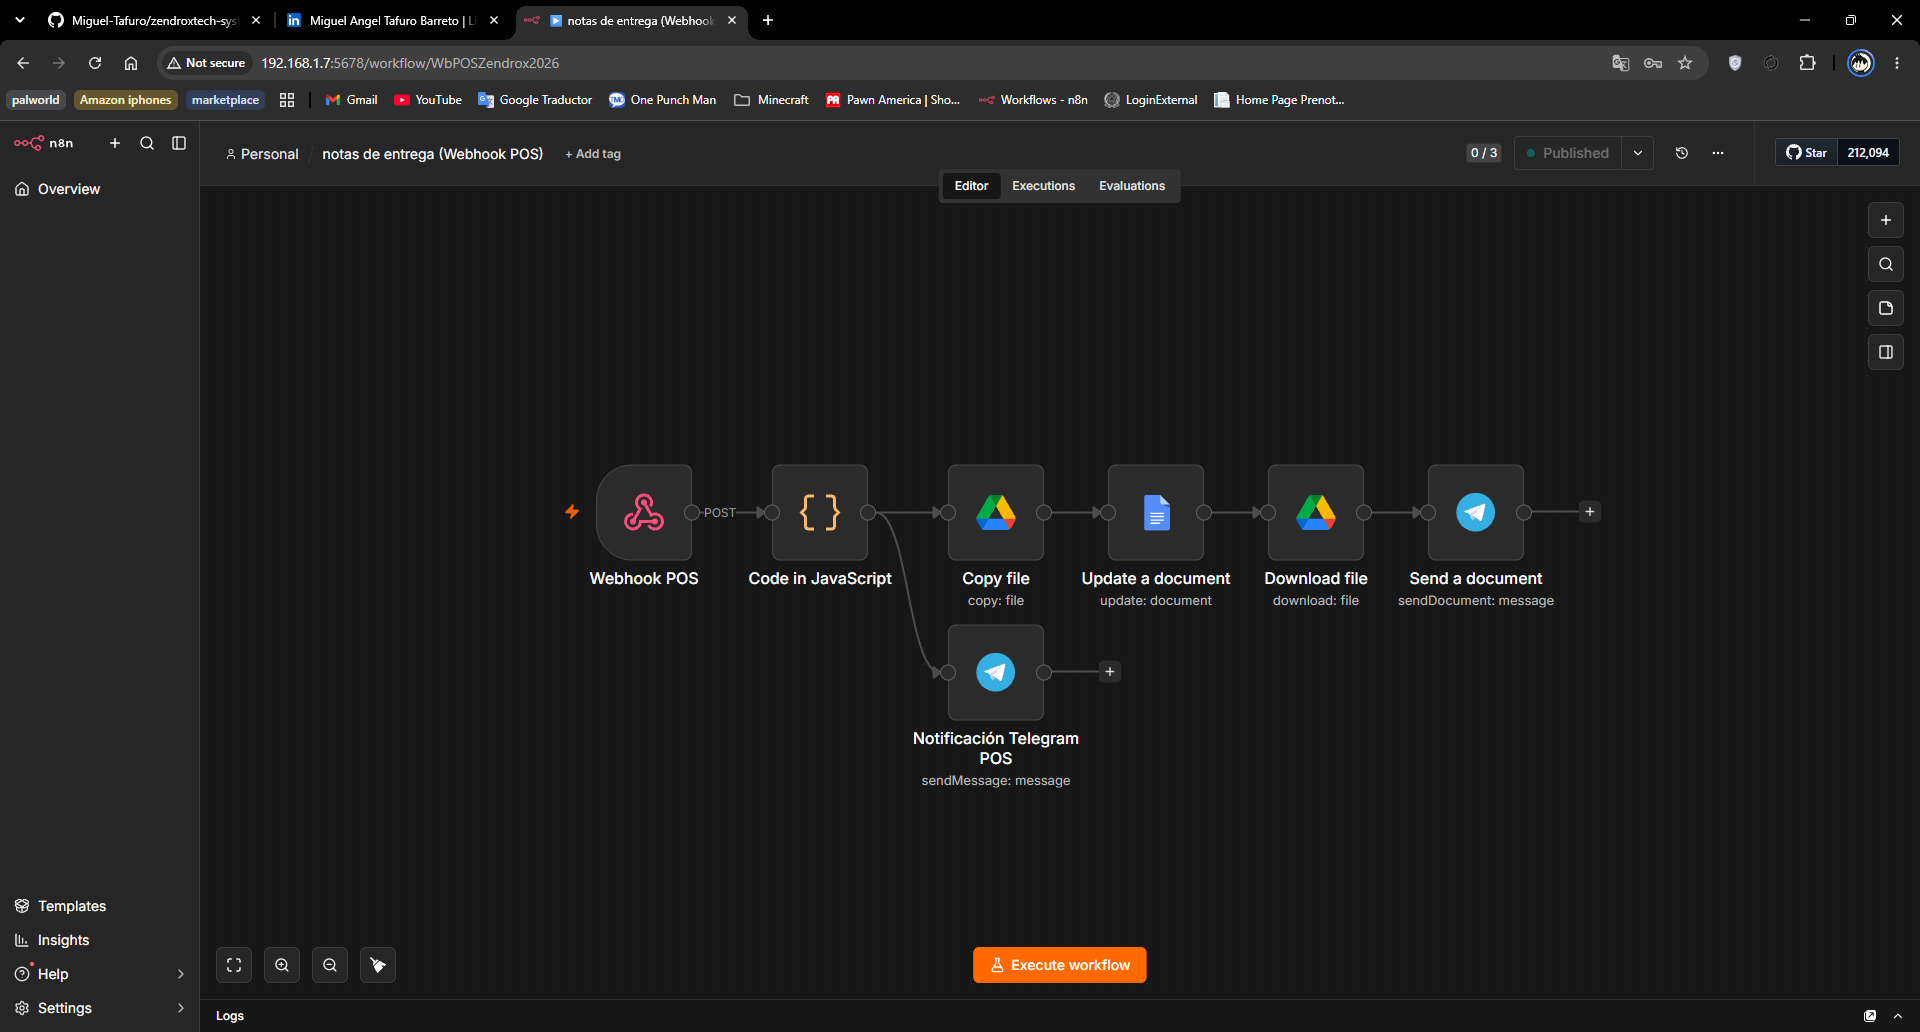 Miguel-Tafuro/zendroxtech-sys
Miguel Angel Tafuro Barreto | Li
notas de entrega (Webhook
Not secure
192.168.1.7:5678/workflow/WbPOSZendrox2026
palworld
Amazon iphones
marketplace
Gmail
YouTube
Google Traductor
One Punch Man
Minecraft
Pawn America | Sho...
Workflows - n8n
LoginExternal
Home Page Prenot...
n8n
Personal
/
notas de entrega (Webhook POS)
+ Add tag
0 / 3
Published
Star
212,094
Overview
Editor
Executions
Evaluations
POST
Webhook POS
Code in JavaScript
Copy file
copy: file
Update a document
update: document
Download file
download: file
Send a document
sendDocument: message
Notificación Telegram
POS
sendMessage: message
Templates
Insights
Help
Settings
Execute workflow
Logs